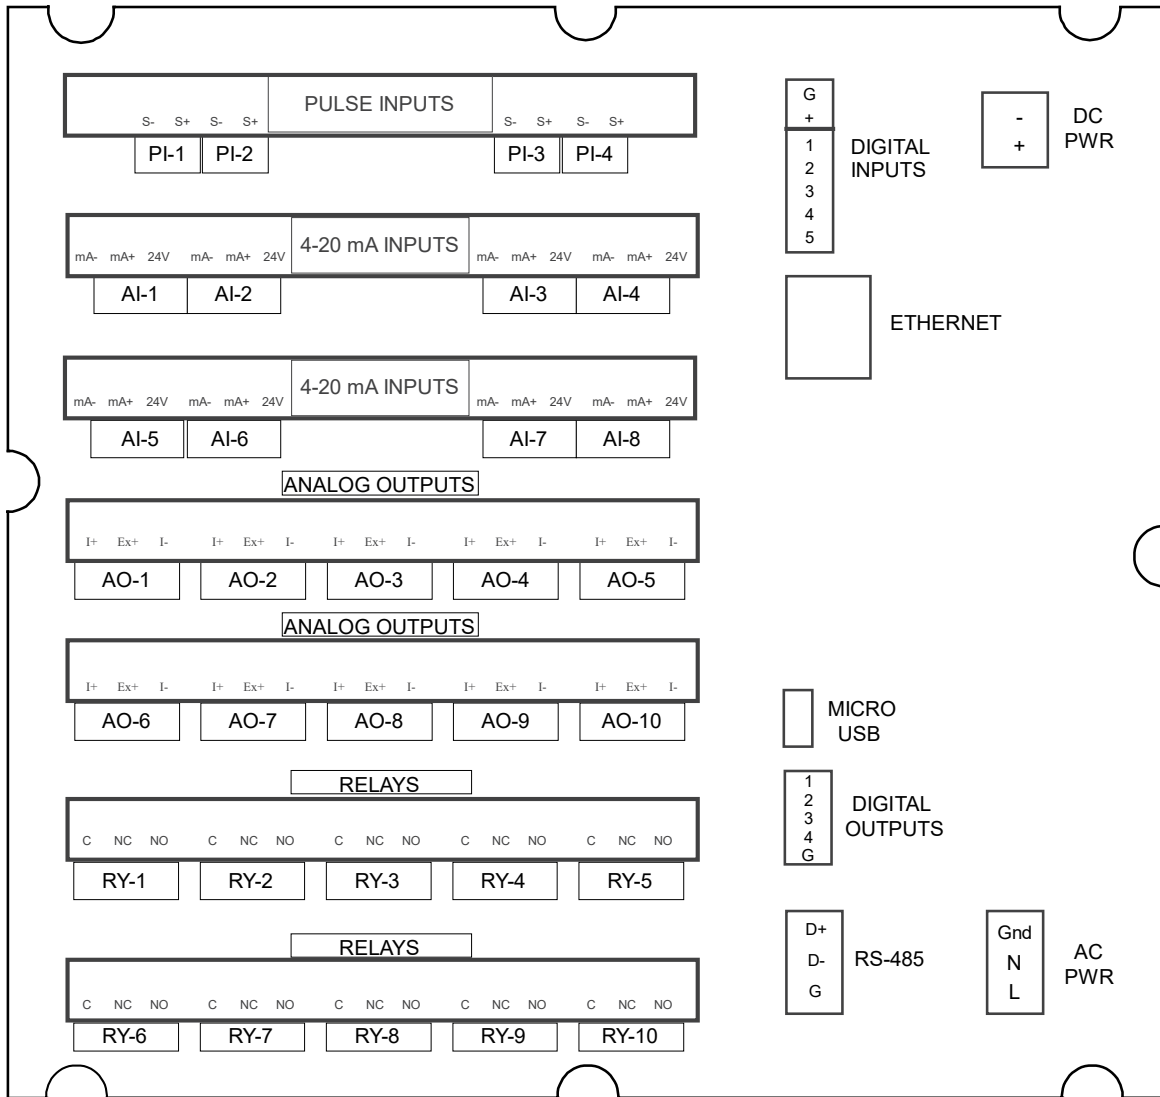 PULSE INPUTS
S- S+ S- S+ S- S+ S- S+
PI-1 PI-2 PI-3 PI-4
4-20 mA INPUTS
mA- mA+ 24V mA- mA+ 24V mA- mA+ 24V mA- mA+ 24V
AI-1 AI-2 AI-3 AI-4
4-20 mA INPUTS
mA- mA+ 24V mA- mA+ 24V mA- mA+ 24V mA- mA+ 24V
AI-5 AI-6 AI-7 AI-8
ANALOG OUTPUTS
I+ Ex+ I- I+ Ex+ I- I+ Ex+ I- I+ Ex+ I- I+ Ex+ I-
AO-1 AO-2 AO-3 AO-4 AO-5
ANALOG OUTPUTS
I+ Ex+ I- I+ Ex+ I- I+ Ex+ I- I+ Ex+ I- I+ Ex+ I-
AO-6 AO-7 AO-8 AO-9 AO-10
RELAYS
C NC NO C NC NO C NC NO C NC NO C NC NO
RY-1 RY-2 RY-3 RY-4 RY-5
RELAYS
C NC NO C NC NO C NC NO C NC NO C NC NO
RY-6 RY-7 RY-8 RY-9 RY-10
G
+
1
2
3
4
5
DIGITAL
INPUTS
-
+
DC
PWR
ETHERNET
MICRO
USB
1
2
3
4
G
DIGITAL
OUTPUTS
D+
D-
G
RS-485
Gnd
N
L
AC
PWR